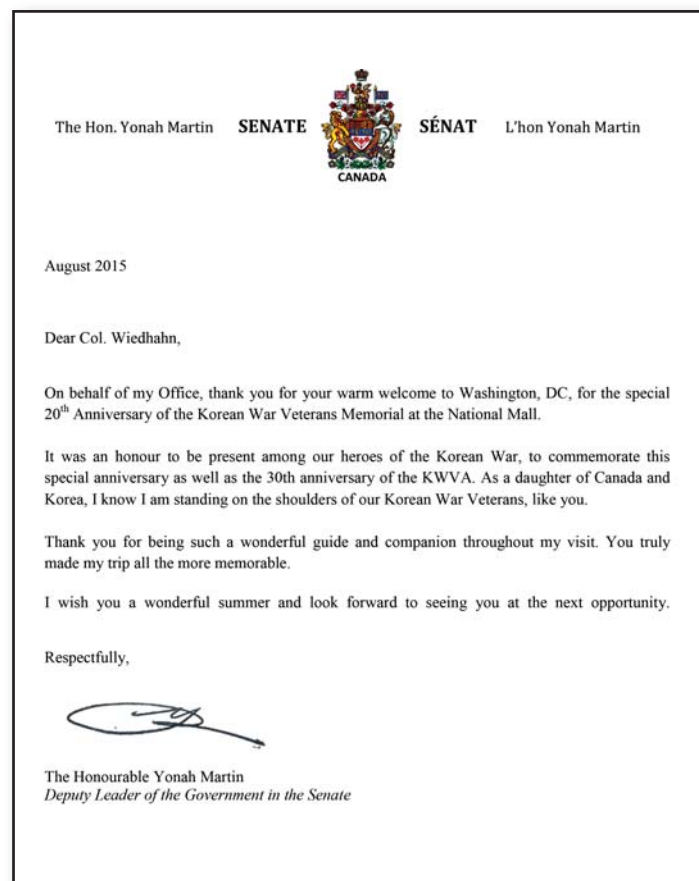 The Hon. Yonah Martin SENATE SÉNAT L'hon Yonah Martin
CANADA
August 2015
Dear Col. Wiedhahn,
On behalf of my Office, thank you for your warm welcome to Washington, DC, for the special
20th Anniversary of the Korean War Veterans Memorial at the National Mall.
It was an honour to be present among our heroes of the Korean War, to commemorate this
special anniversary as well as the 30th anniversary of the KWVA. As a daughter of Canada and
Korea, I know I am standing on the shoulders of our Korean War Veterans, like you.
Thank you for being such a wonderful guide and companion throughout my visit. You truly
made my trip all the more memorable.
I wish you a wonderful summer and look forward to seeing you at the next opportunity.
Respectfully,
The Honourable Yonah Martin
Deputy Leader of the Government in the Senate